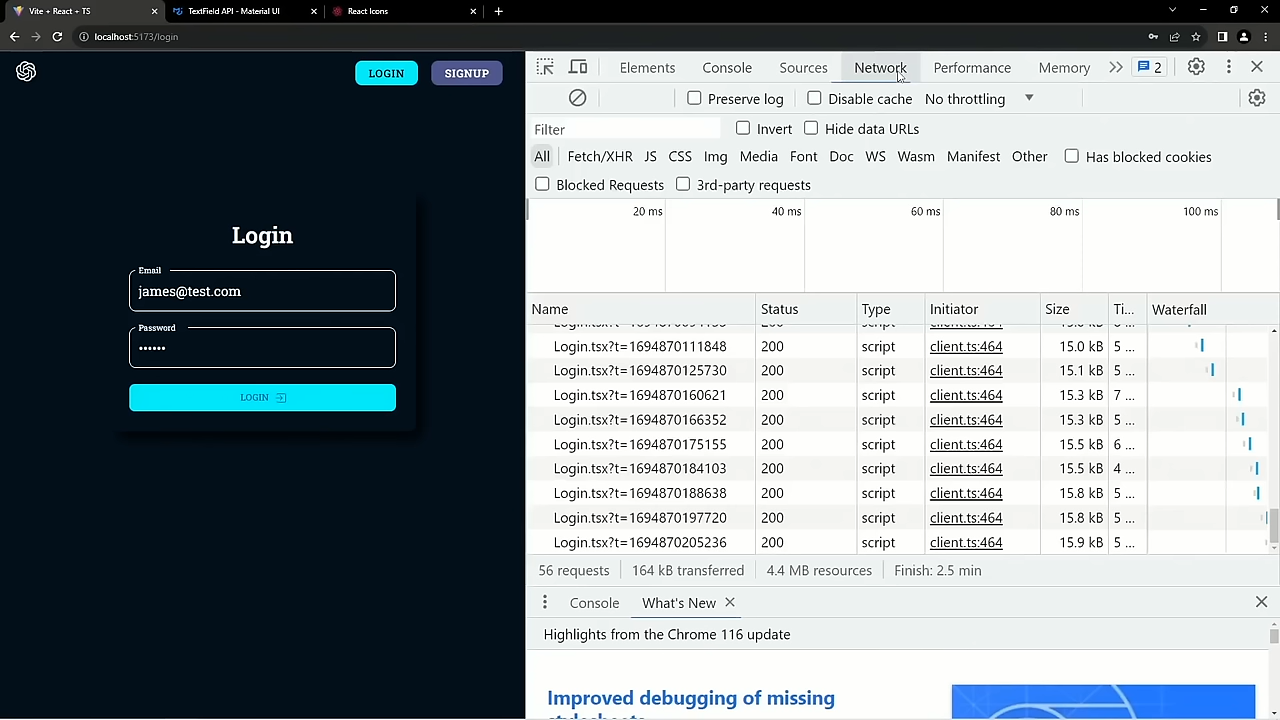 Vite + React + TS
TextField API - Material UI
React Icons
localhost:5173/login
LOGIN
SIGNUP
Login
Email
james@test.com
Password
••••••
LOGIN
Elements
Console
Sources
Network
Performance
Memory
2
Preserve log
Disable cache
No throttling
Filter
Invert
Hide data URLs
All
Fetch/XHR
JS
CSS
Img
Media
Font
Doc
WS
Wasm
Manifest
Other
Has blocked cookies
Blocked Requests
3rd-party requests
20 ms
40 ms
60 ms
80 ms
100 ms
Name Status Type Initiator Size Ti... Waterfall
Login.tsx?t=1694870111848 200 script client.ts:464 15.0 kB 5 ...
Login.tsx?t=1694870125730 200 script client.ts:464 15.1 kB 5 ...
Login.tsx?t=1694870160621 200 script client.ts:464 15.3 kB 7 ...
Login.tsx?t=1694870166352 200 script client.ts:464 15.3 kB 5 ...
Login.tsx?t=1694870175155 200 script client.ts:464 15.5 kB 6 ...
Login.tsx?t=1694870184103 200 script client.ts:464 15.5 kB 4 ...
Login.tsx?t=1694870188638 200 script client.ts:464 15.8 kB 5 ...
Login.tsx?t=1694870197720 200 script client.ts:464 15.8 kB 5 ...
Login.tsx?t=1694870205236 200 script client.ts:464 15.9 kB 5 ...
56 requests
164 kB transferred
4.4 MB resources
Finish: 2.5 min
Console
What's New
Highlights from the Chrome 116 update
Improved debugging of missing